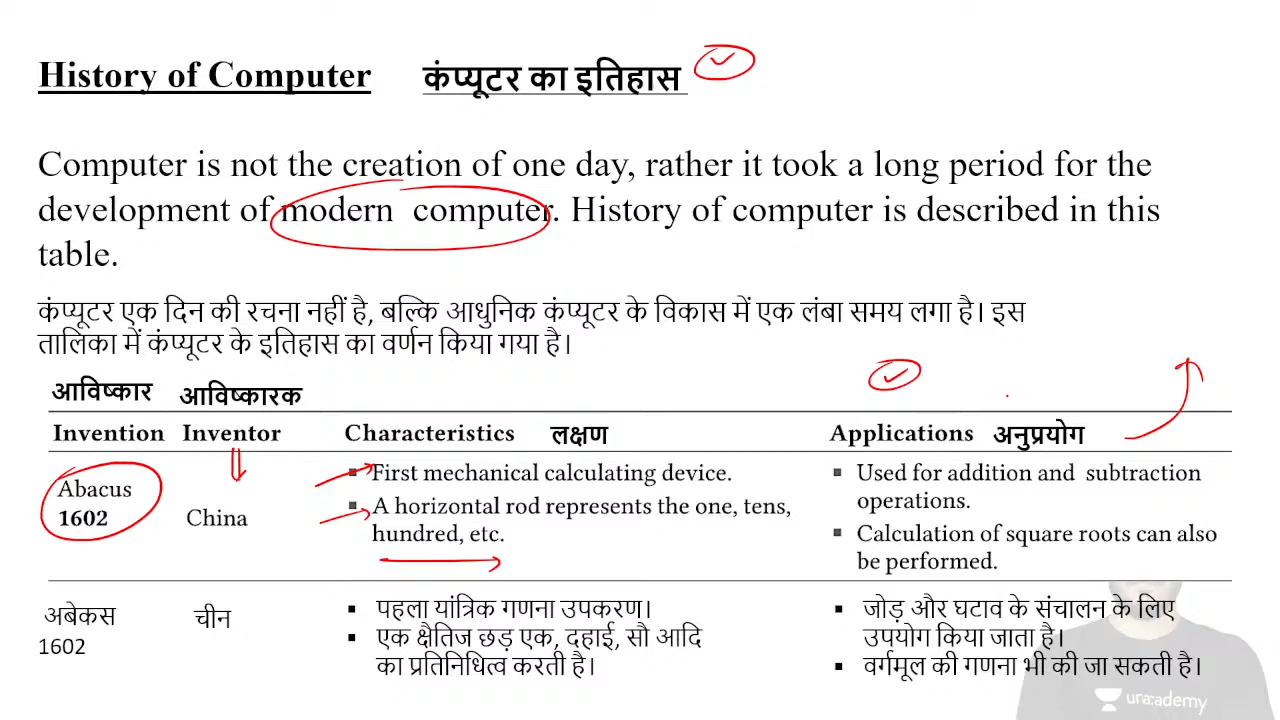 History of Computer कंप्यूटर का इतिहास
Computer is not the creation of one day, rather it took a long period for the
development of modern computer. History of computer is described in this
table.
कंप्यूटर एक दिन की रचना नहीं है, बल्कि आधुनिक कंप्यूटर के विकास में एक लंबा समय लगा है। इस
तालिका में कंप्यूटर के इतिहास का वर्णन किया गया है।
आविष्कार आविष्कारक
Invention Inventor Characteristics लक्षण Applications अनुप्रयोग
Abacus
1602
China
▪ First mechanical calculating device.
▪ A horizontal rod represents the one, tens,
hundred, etc.
▪ Used for addition and subtraction
operations.
▪ Calculation of square roots can also
be performed.
अबेकस
1602
चीन
▪ पहला यांत्रिक गणना उपकरण।
▪ एक क्षैतिज छड़ एक, दहाई, सौ आदि
का प्रतिनिधित्व करती है।
▪ जोड़ और घटाव के संचालन के लिए
उपयोग किया जाता है।
▪ वर्गमूल की गणना भी की जा सकती है।
unacademy